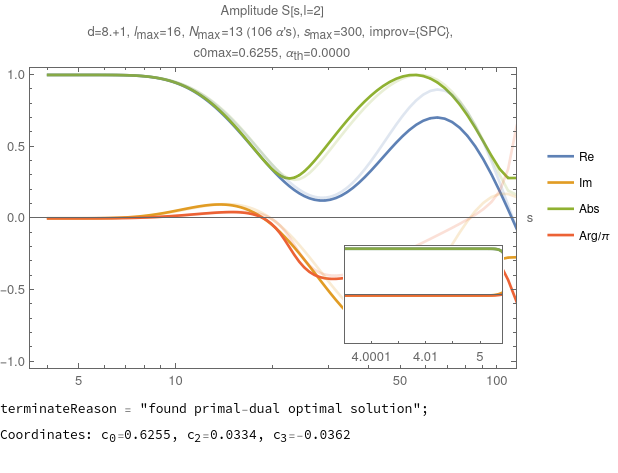 Amplitude S[s,l=2]
d=8.+1, lmax=16, Nmax=13 (106 α's), smax=300, improv={SPC},
c0max=0.6255, αth=0.0000
1.0
0.5
0.0
-0.5
-1.0
s
4.0001
4.01
5
5
10
50
100
Re
Im
Abs
Arg/π
terminateReason = "found primal-dual optimal solution";
Coordinates: c0=0.6255, c2=0.0334, c3=-0.0362